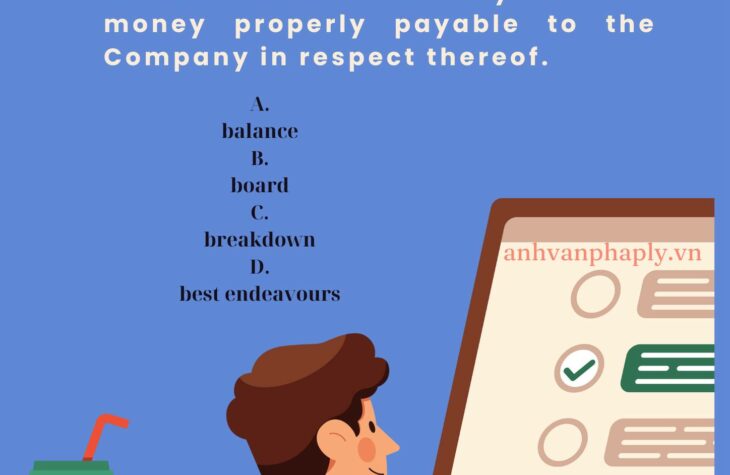 money properly payable to the
Company in respect thereof.
A.
balance
B.
board
C.
breakdown
D.
best endeavours
anhvanphaply.vn